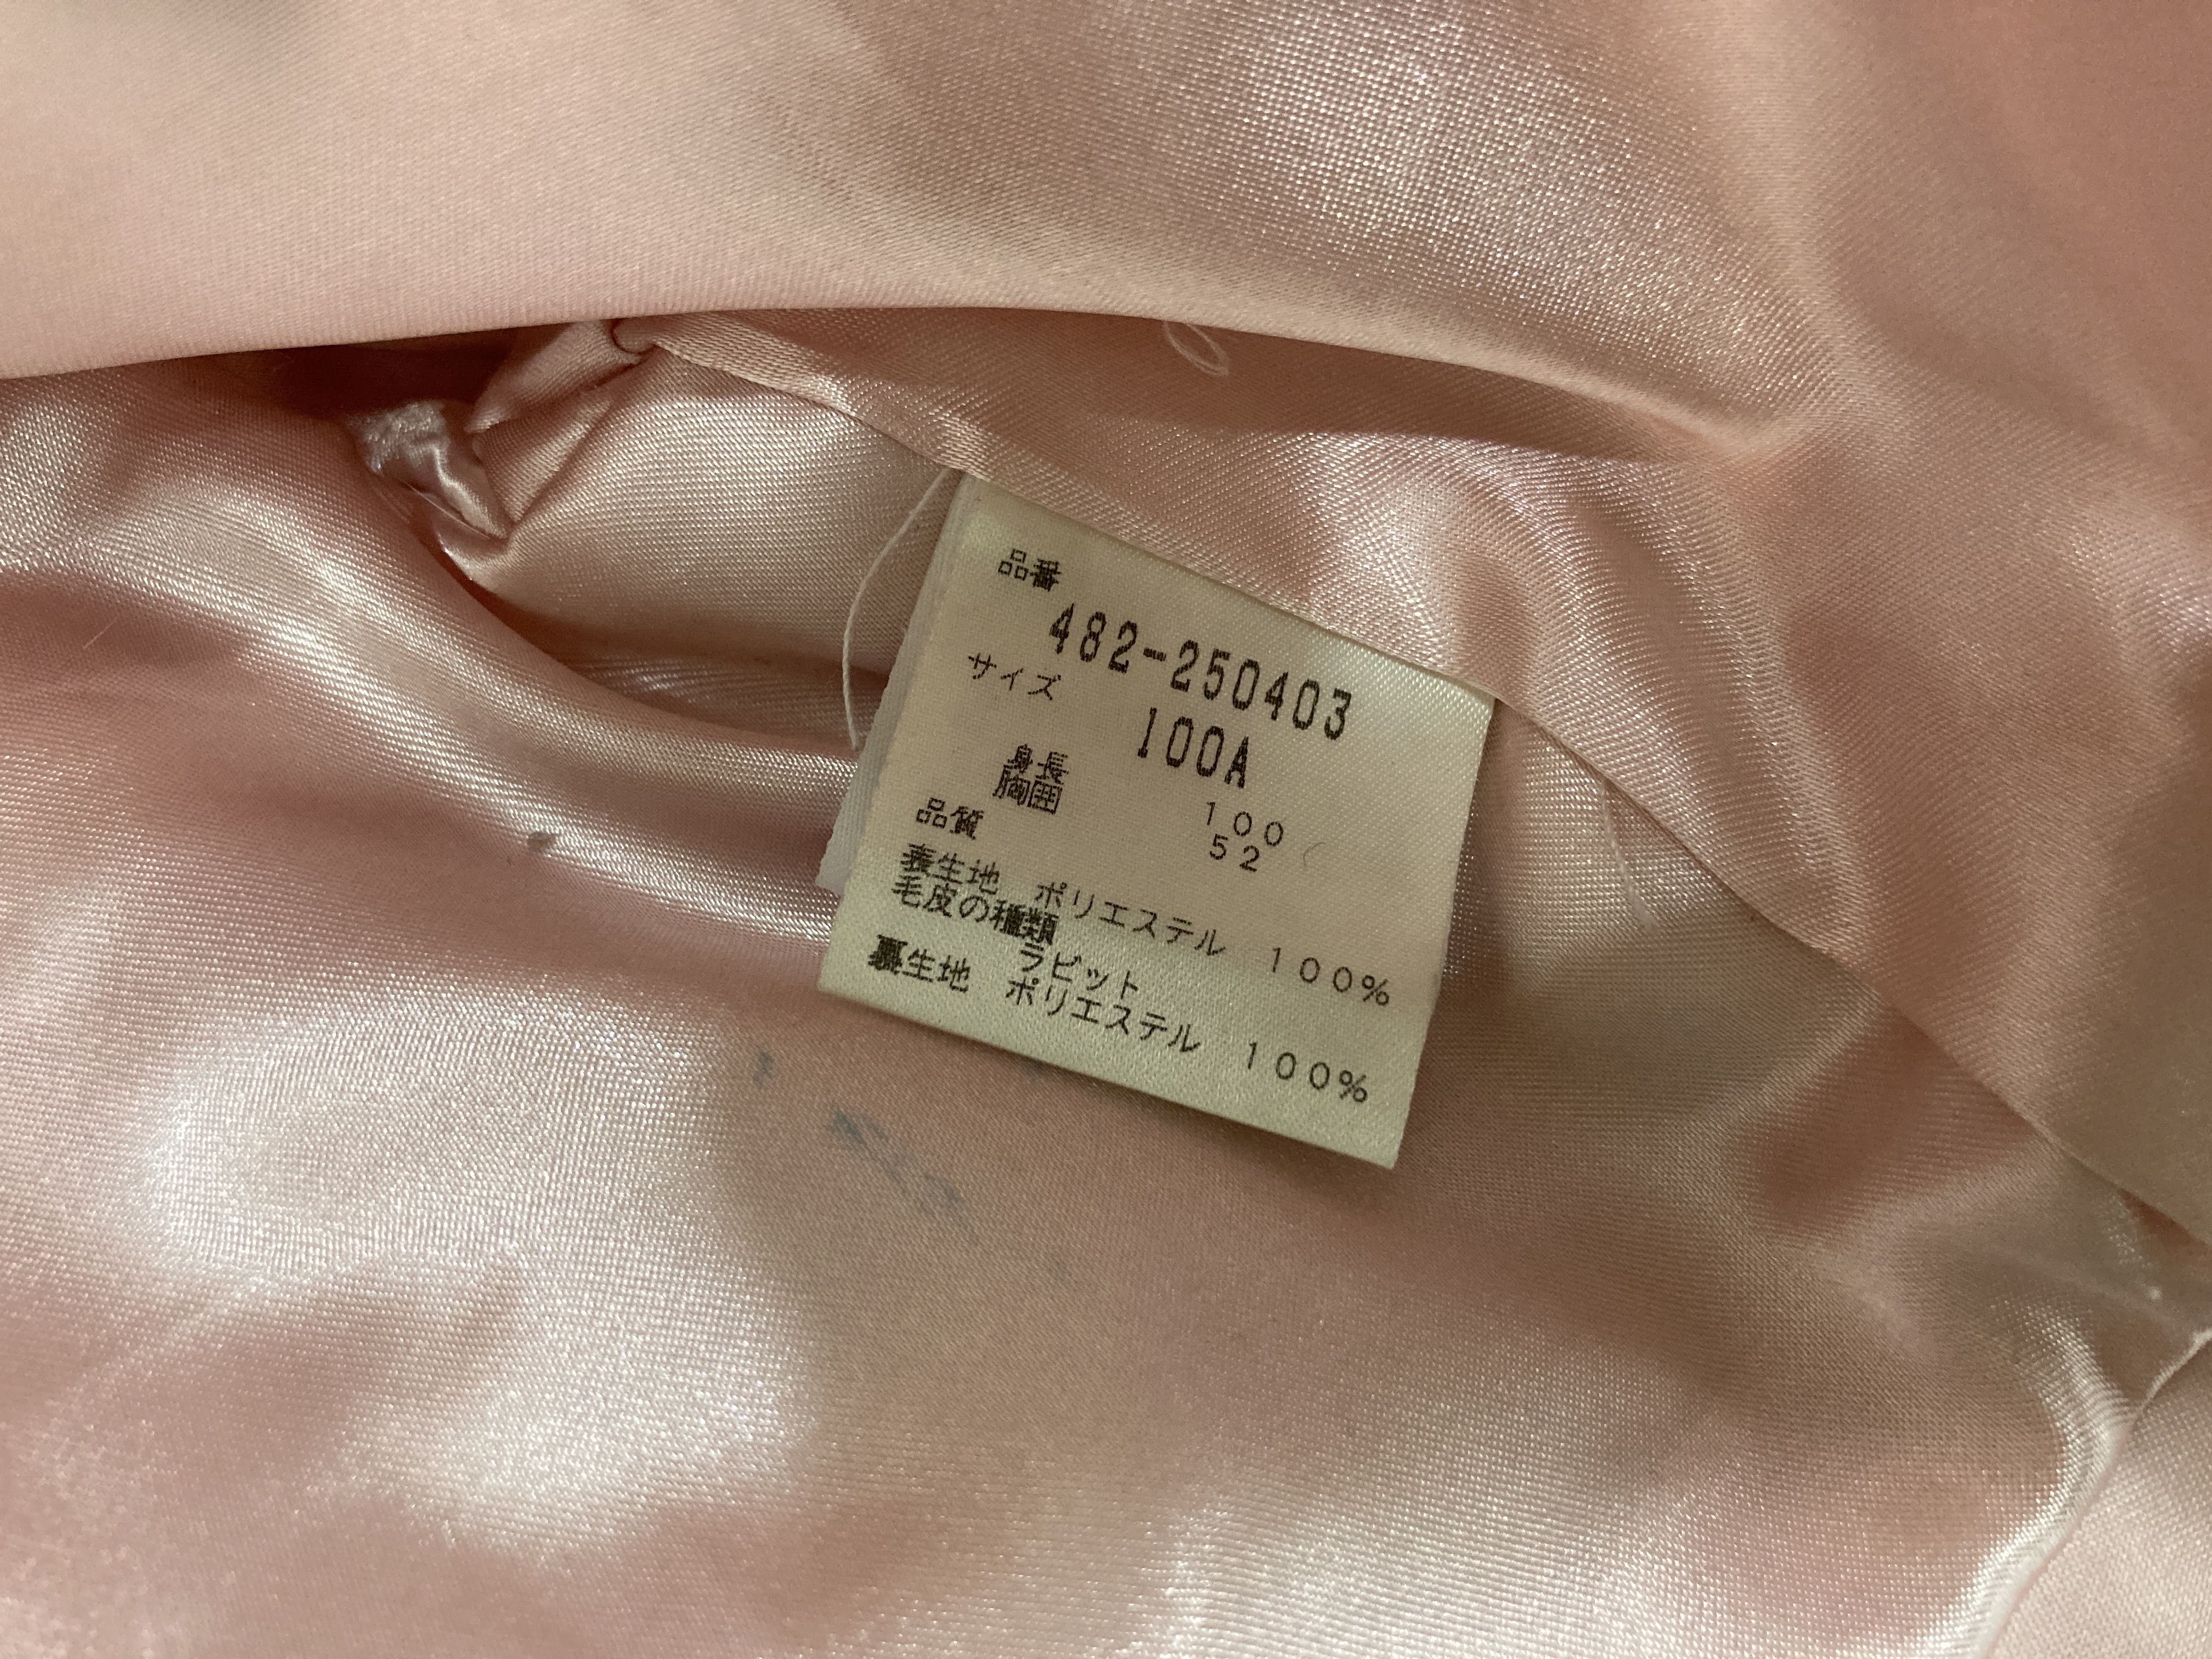 品番
482-250403
サイズ
100A
身長 100
胸囲 52
品質
表生地 ポリエステル 100%
毛皮の種類
ラビット
裏生地 ポリエステル 100%